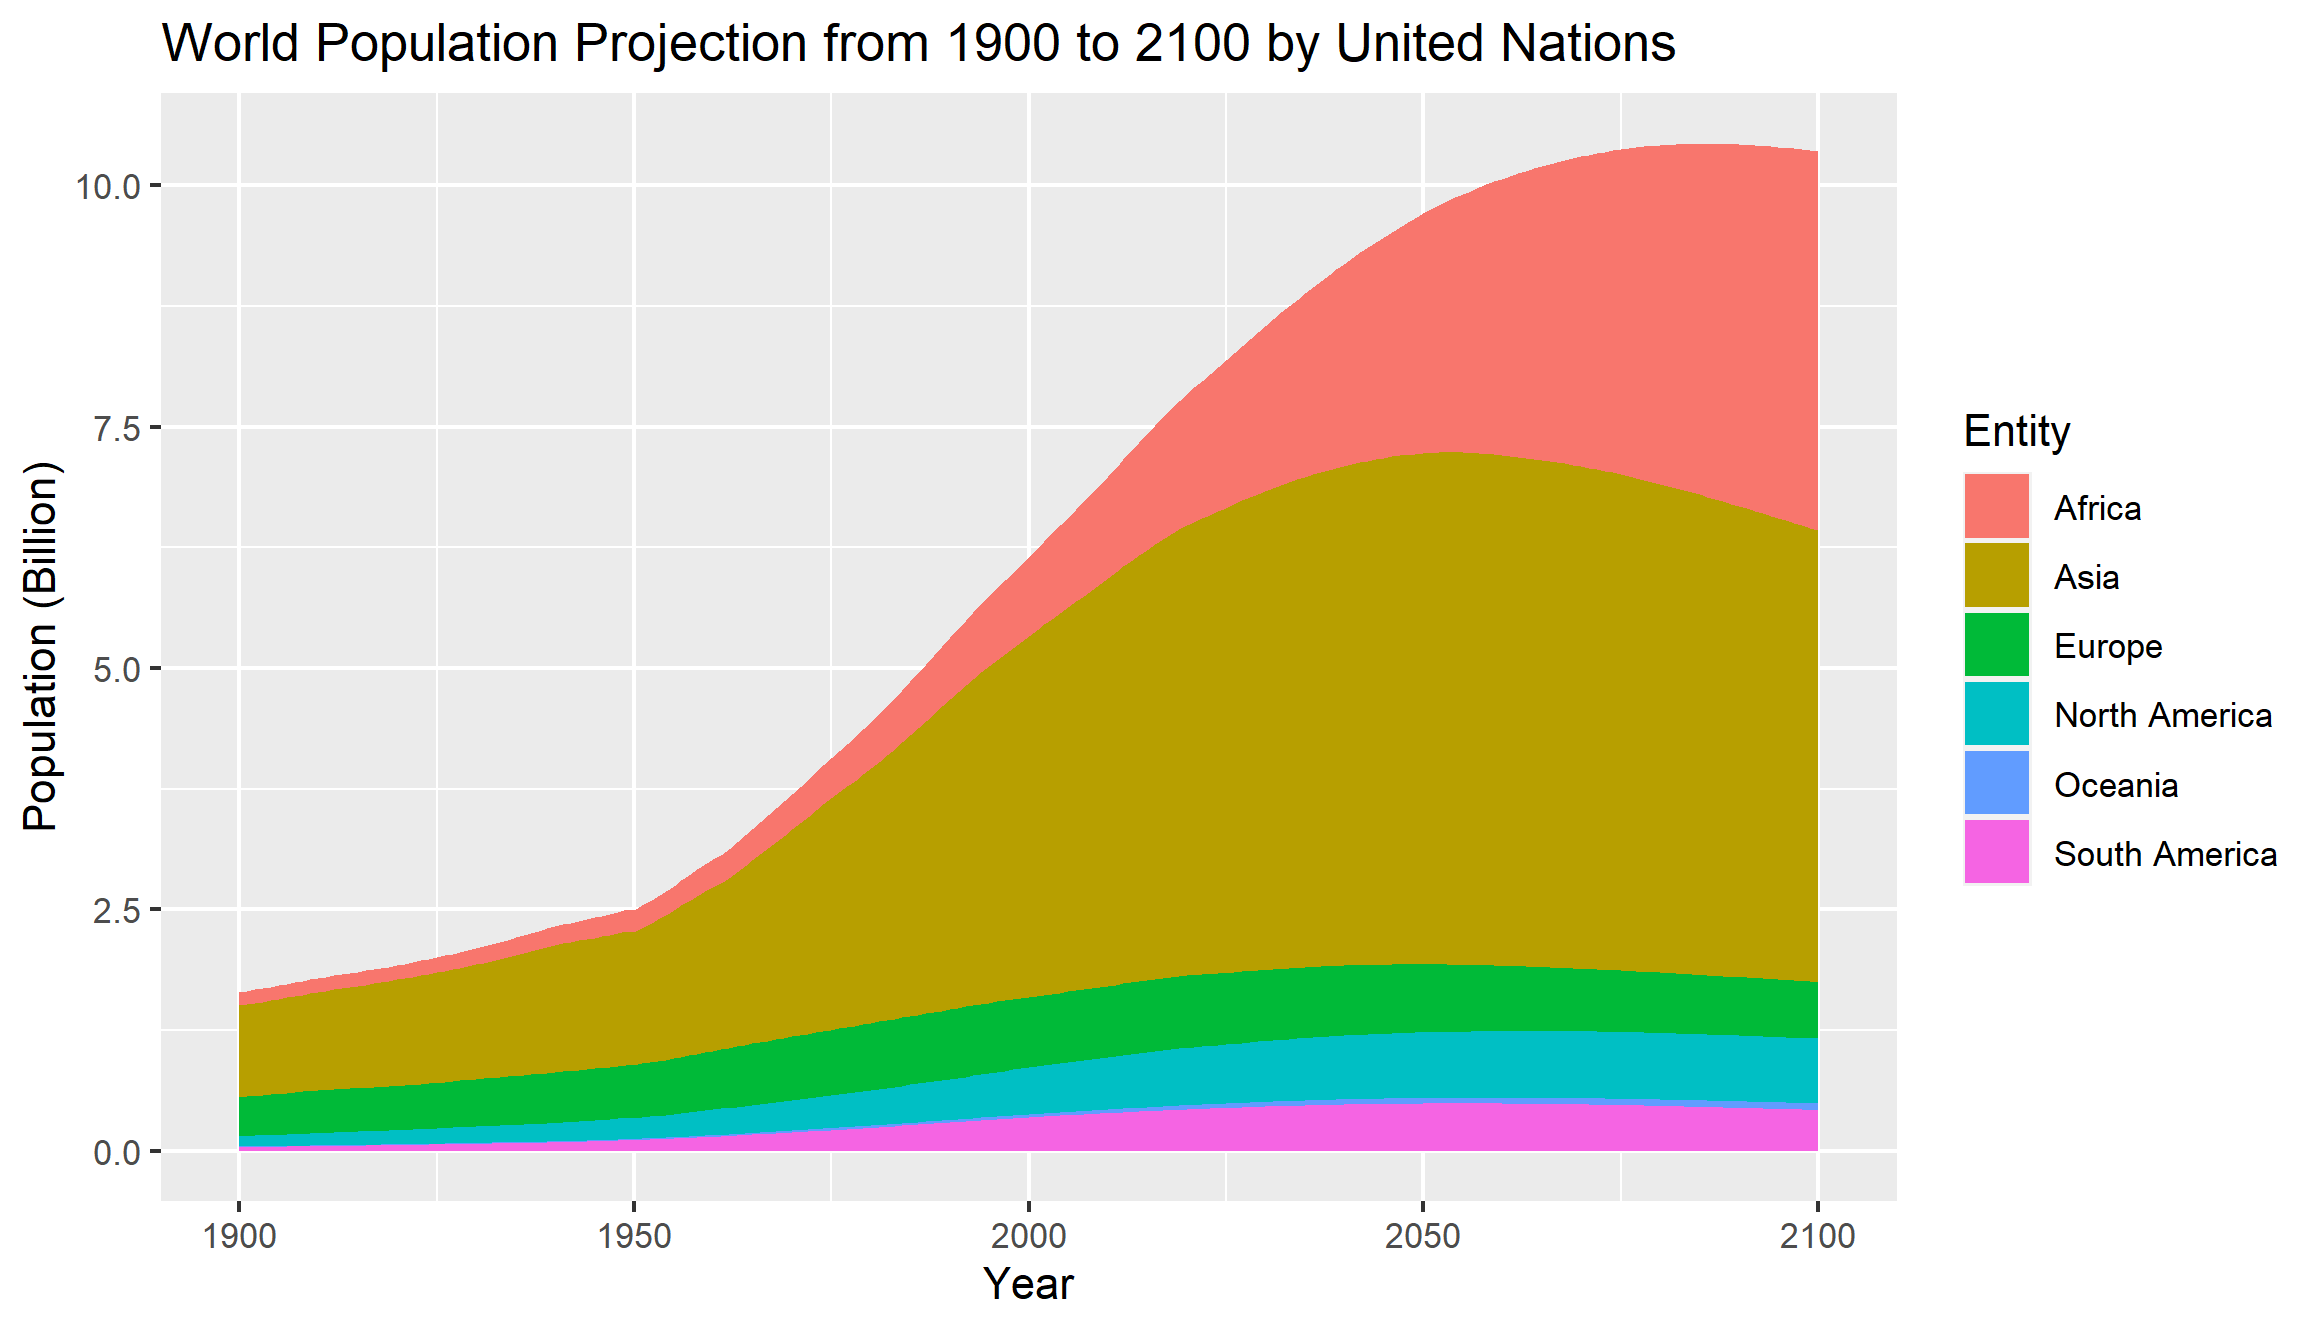 World Population Projection from 1900 to 2100 by United Nations
Population (Billion)
10.0
7.5
5.0
2.5
0.0
1900 1950 2000 2050 2100
Year
Entity
Africa
Asia
Europe
North America
Oceania
South America